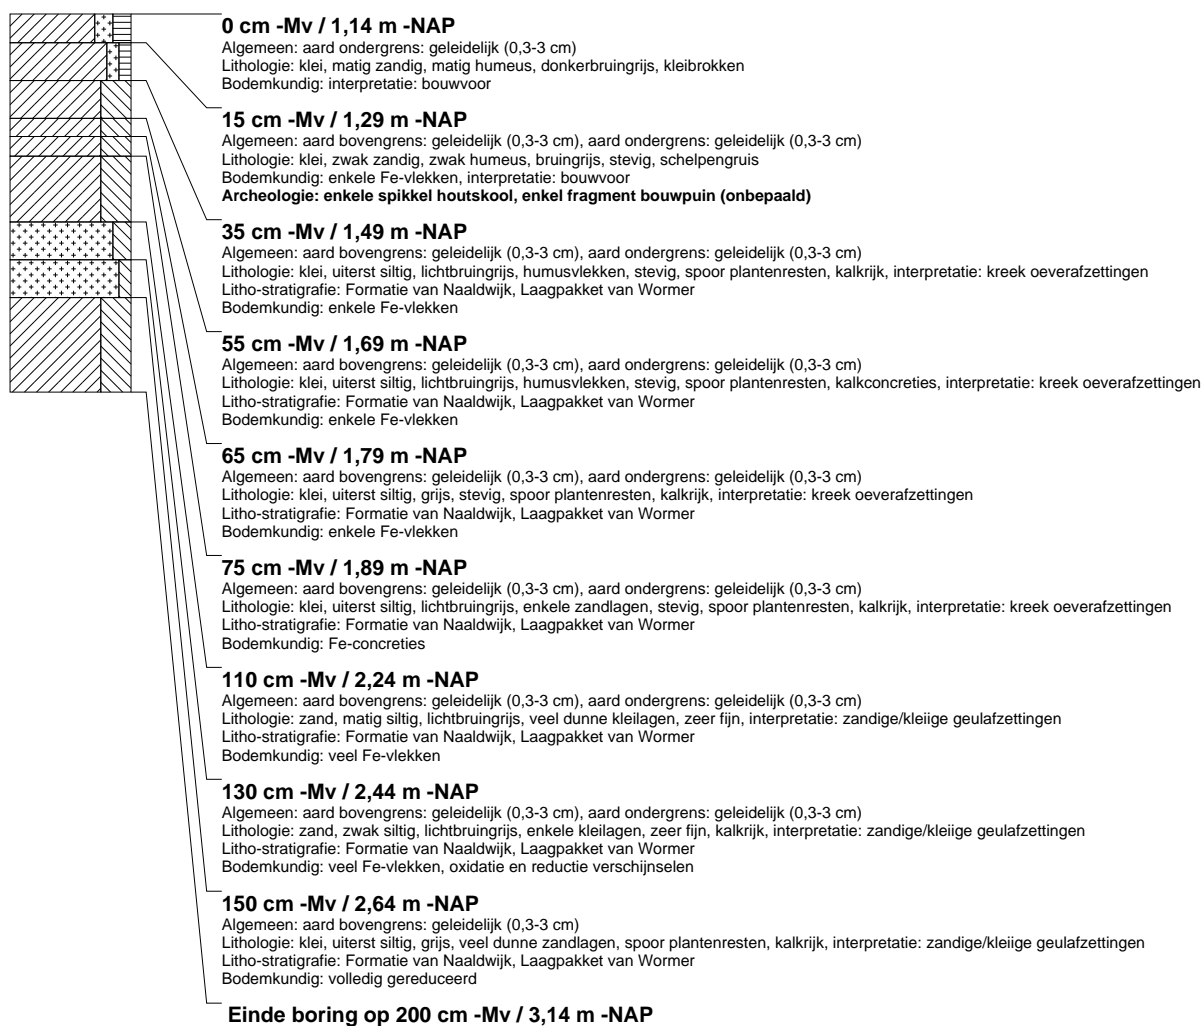 0 cm -Mv / 1,14 m -NAP
Algemeen: aard ondergrens: geleidelijk (0,3-3 cm)
Lithologie: klei, matig zandig, matig humeus, donkerbruingrijs, kleibrokken
Bodemkundig: interpretatie: bouwvoor
15 cm -Mv / 1,29 m -NAP
Algemeen: aard bovengrens: geleidelijk (0,3-3 cm), aard ondergrens: geleidelijk (0,3-3 cm)
Lithologie: klei, zwak zandig, zwak humeus, bruingrijs, stevig, schelpengruis
Bodemkundig: enkele Fe-vlekken, interpretatie: bouwvoor
Archeologie: enkele spikkel houtskool, enkel fragment bouwpuin (onbepaald)
35 cm -Mv / 1,49 m -NAP
Algemeen: aard bovengrens: geleidelijk (0,3-3 cm), aard ondergrens: geleidelijk (0,3-3 cm)
Lithologie: klei, uiterst siltig, lichtbruingrijs, humusvlekken, stevig, spoor plantenresten, kalkrijk, interpretatie: kreek oeverafzettingen
Litho-stratigrafie: Formatie van Naaldwijk, Laagpakket van Wormer
Bodemkundig: enkele Fe-vlekken
55 cm -Mv / 1,69 m -NAP
Algemeen: aard bovengrens: geleidelijk (0,3-3 cm), aard ondergrens: geleidelijk (0,3-3 cm)
Lithologie: klei, uiterst siltig, lichtbruingrijs, humusvlekken, stevig, spoor plantenresten, kalkconcreties, interpretatie: kreek oeverafzettingen
Litho-stratigrafie: Formatie van Naaldwijk, Laagpakket van Wormer
Bodemkundig: enkele Fe-vlekken
65 cm -Mv / 1,79 m -NAP
Algemeen: aard bovengrens: geleidelijk (0,3-3 cm), aard ondergrens: geleidelijk (0,3-3 cm)
Lithologie: klei, uiterst siltig, grijs, stevig, spoor plantenresten, kalkrijk, interpretatie: kreek oeverafzettingen
Litho-stratigrafie: Formatie van Naaldwijk, Laagpakket van Wormer
Bodemkundig: enkele Fe-vlekken
75 cm -Mv / 1,89 m -NAP
Algemeen: aard bovengrens: geleidelijk (0,3-3 cm), aard ondergrens: geleidelijk (0,3-3 cm)
Lithologie: klei, uiterst siltig, lichtbruingrijs, enkele zandlagen, stevig, spoor plantenresten, kalkrijk, interpretatie: kreek oeverafzettingen
Litho-stratigrafie: Formatie van Naaldwijk, Laagpakket van Wormer
Bodemkundig: Fe-concreties
110 cm -Mv / 2,24 m -NAP
Algemeen: aard bovengrens: geleidelijk (0,3-3 cm), aard ondergrens: geleidelijk (0,3-3 cm)
Lithologie: zand, matig siltig, lichtbruingrijs, veel dunne kleilagen, zeer fijn, interpretatie: zandige/kleiige geulafzettingen
Litho-stratigrafie: Formatie van Naaldwijk, Laagpakket van Wormer
Bodemkundig: veel Fe-vlekken
130 cm -Mv / 2,44 m -NAP
Algemeen: aard bovengrens: geleidelijk (0,3-3 cm), aard ondergrens: geleidelijk (0,3-3 cm)
Lithologie: zand, zwak siltig, lichtbruingrijs, enkele kleilagen, zeer fijn, kalkrijk, interpretatie: zandige/kleiige geulafzettingen
Litho-stratigrafie: Formatie van Naaldwijk, Laagpakket van Wormer
Bodemkundig: veel Fe-vlekken, oxidatie en reductie verschijnselen
150 cm -Mv / 2,64 m -NAP
Algemeen: aard bovengrens: geleidelijk (0,3-3 cm)
Lithologie: klei, uiterst siltig, grijs, veel dunne zandlagen, spoor plantenresten, kalkrijk, interpretatie: zandige/kleiige geulafzettingen
Litho-stratigrafie: Formatie van Naaldwijk, Laagpakket van Wormer
Bodemkundig: volledig gereduceerd
Einde boring op 200 cm -Mv / 3,14 m -NAP